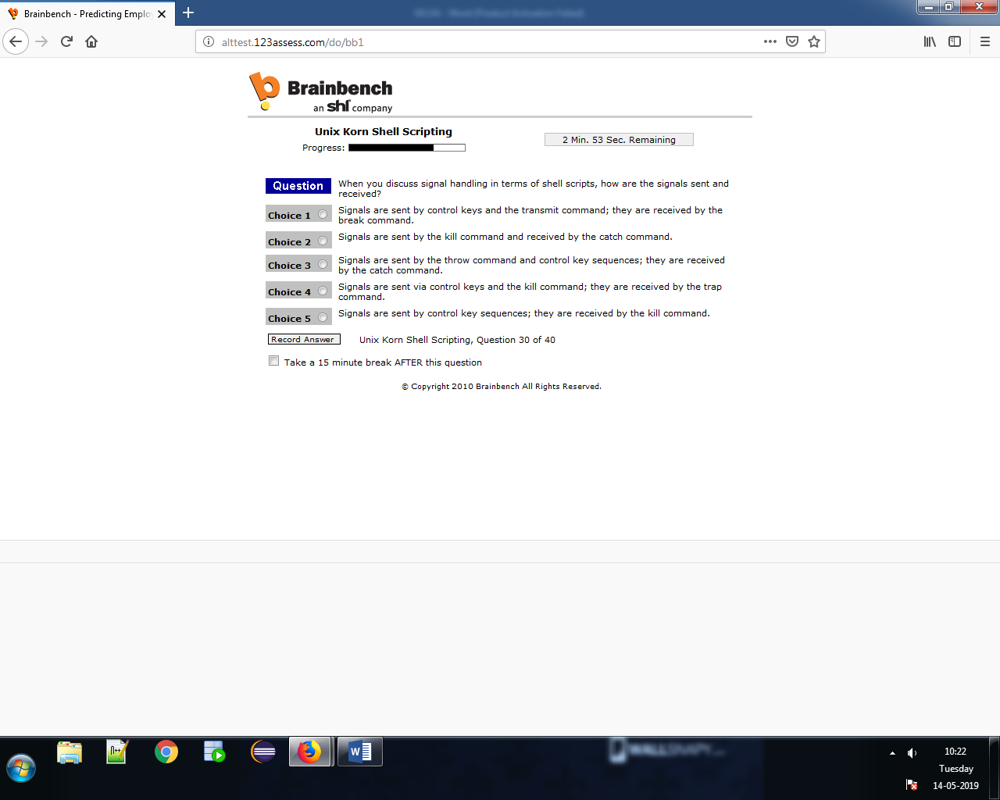 Brainbench - Predicting Emplo
alttest.123assess.com/do/bb1
Brainbench
an shl company
Unix Korn Shell Scripting
Progress:
2 Min. 53 Sec. Remaining
Question
When you discuss signal handling in terms of shell scripts, how are the signals sent and
received?
Choice 1
Signals are sent by control keys and the transmit command; they are received by the
break command.
Choice 2
Signals are sent by the kill command and received by the catch command.
Choice 3
Signals are sent by the throw command and control key sequences; they are received
by the catch command.
Choice 4
Signals are sent via control keys and the kill command; they are received by the trap
command.
Choice 5
Signals are sent by control key sequences; they are received by the kill command.
Record Answer
Unix Korn Shell Scripting, Question 30 of 40
Take a 15 minute break AFTER this question
© Copyright 2010 Brainbench All Rights Reserved.
10:22
Tuesday
14-05-2019